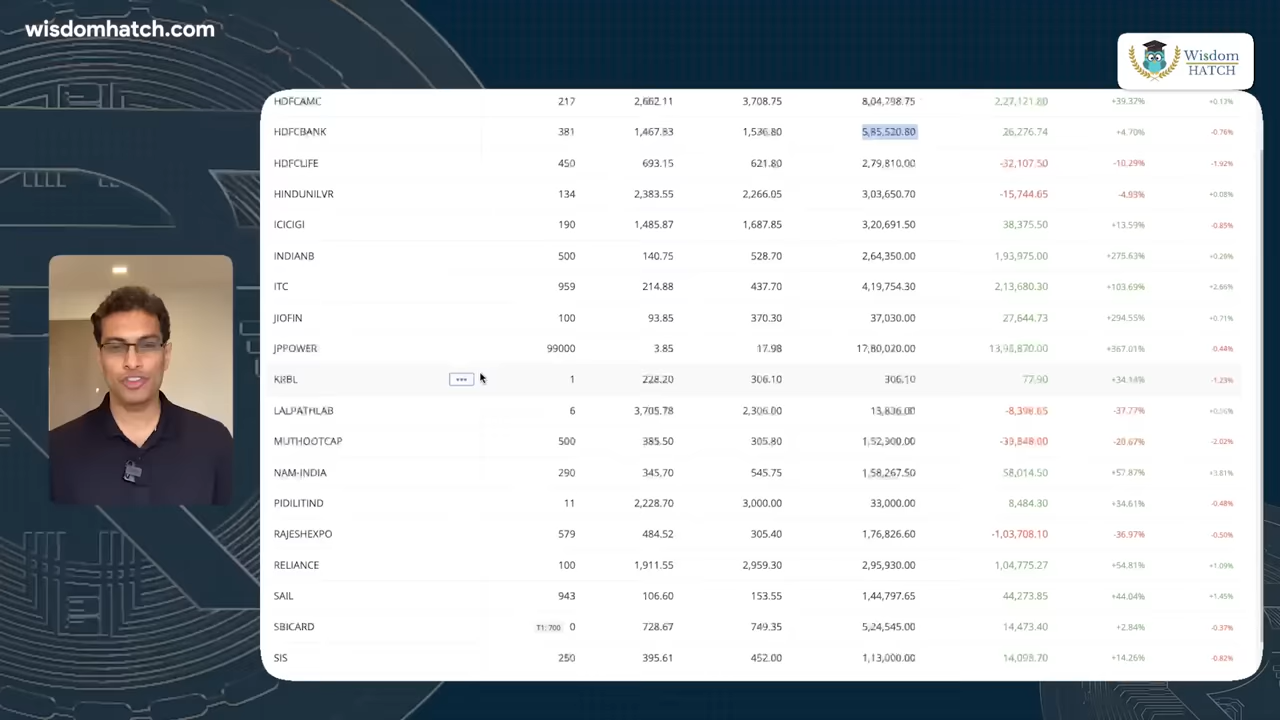 wisdomhatch.com
Wisdom
HATCH
HDFCAMC 217 2,662.11 3,708.75 8,04,798.75 2,27,121.80 +39.37% +0.13%
HDFCBANK 381 1,467.83 1,536.80 5,85,520.80 26,276.74 +4.70% -0.76%
HDFCLIFE 450 693.15 621.80 2,79,810.00 -32,107.50 -10.29% -1.92%
HINDUNILVR 134 2,383.55 2,266.05 3,03,650.70 -15,744.65 -4.93% +0.08%
ICICIGI 190 1,485.87 1,687.85 3,20,691.50 38,375.50 +13.59% -0.85%
INDIANB 500 140.75 528.70 2,64,350.00 1,93,975.00 +275.63% +0.29%
ITC 959 214.88 437.70 4,19,754.30 2,13,680.30 +103.69% +2.66%
JIOFIN 100 93.85 370.30 37,030.00 27,644.73 +294.55% +0.71%
JPPOWER 99000 3.85 17.98 17,80,020.00 +367.01% -0.44%
KRBL ••• 1 228.20 306.10 306.10 77.90 +34.14% -1.23%
LALPATHLAB 6 3,705.78 2,306.00 13,836.00 -8,398.65 -37.77%
MUTHOOTCAP 500 385.50 305.80 1,52,900.00 -39,848.00 -20.67% -2.02%
NAM-INDIA 290 345.70 545.75 1,58,267.50 58,014.50 +57.87% +3.81%
PIDILITIND 11 2,228.70 3,000.00 33,000.00 8,484.30 +34.61% -0.48%
RAJESHEXPO 579 484.52 305.40 1,76,826.60 -1,03,708.10 -36.97% -0.50%
RELIANCE 100 1,911.55 2,959.30 2,95,930.00 1,04,775.27 +54.81% +1.09%
SAIL 943 106.60 153.55 1,44,797.65 44,273.85 +44.04% +1.45%
SBICARD T1: 700 0 728.67 749.35 5,24,545.00 14,473.40 +2.84% -0.37%
SIS 250 395.61 452.00 1,13,000.00 14,098.70 +14.26% -0.82%